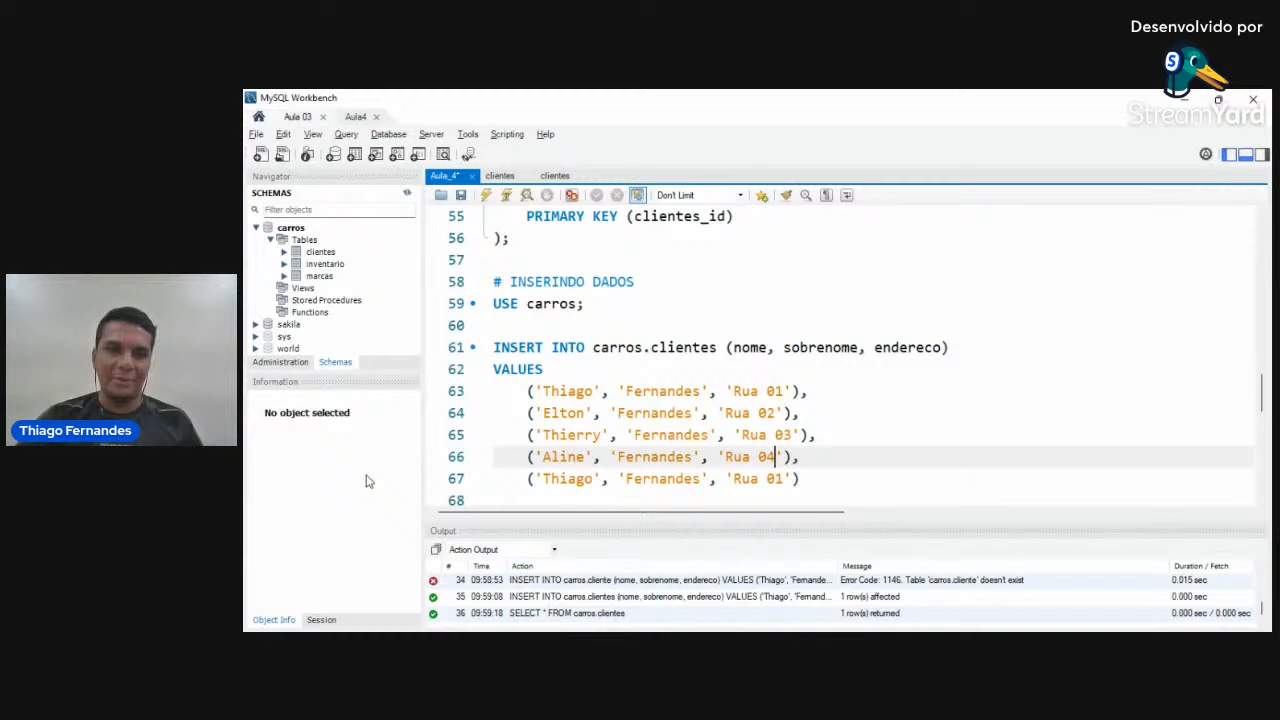 Desenvolvido por
StreamYard
MySQL Workbench
Aula 03
Aula4
File Edit View Query Database Server Tools Scripting Help
Navigator
SCHEMAS
Filter objects
carros
Tables
clientes
inventario
marcas
Views
Stored Procedures
Functions
sakila
sys
world
Administration Schemas
Information
No object selected
Object Info Session
Thiago Fernandes
Aula_4* clientes clientes
Don't Limit
55 PRIMARY KEY (clientes_id)
56 );
57
58 # INSERINDO DADOS
59 USE carros;
60
61 INSERT INTO carros.clientes (nome, sobrenome, endereco)
62 VALUES
63 ('Thiago', 'Fernandes', 'Rua 01'),
64 ('Elton', 'Fernandes', 'Rua 02'),
65 ('Thierry', 'Fernandes', 'Rua 03'),
66 ('Aline', 'Fernandes', 'Rua 04'),
67 ('Thiago', 'Fernandes', 'Rua 01')
68
Output
Action Output
# Time Action Message Duration / Fetch
34 09:58:53 INSERT INTO carros.cliente (nome, sobrenome, endereco) VALUES ('Thiago', 'Fernande... Error Code: 1146. Table 'carros.cliente' doesn't exist 0.015 sec
35 09:59:08 INSERT INTO carros.clientes (nome, sobrenome, endereco) VALUES ('Thiago', 'Fernand... 1 row(s) affected 0.000 sec
36 09:59:18 SELECT * FROM carros.clientes 1 row(s) returned 0.000 sec / 0.000 sec